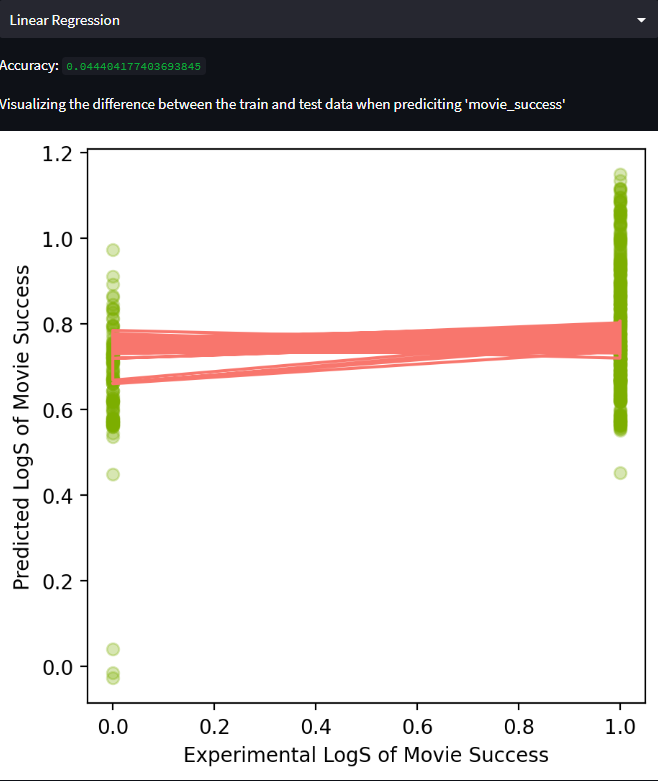 Linear Regression
Accuracy: 0.044404177403693845
Visualizing the difference between the train and test data when prediciting 'movie_success'
1.2
1.0
0.8
0.6
0.4
0.2
0.0
Predicted LogS of Movie Success
0.0 0.2 0.4 0.6 0.8 1.0
Experimental LogS of Movie Success